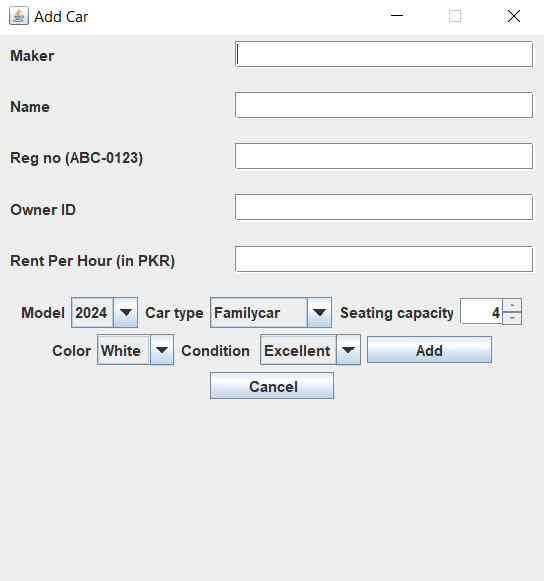 Add Car
Maker
Name
Reg no (ABC-0123)
Owner ID
Rent Per Hour (in PKR)
Model 2024 Car type Familycar Seating capacity 4
Color White Condition Excellent Add
Cancel